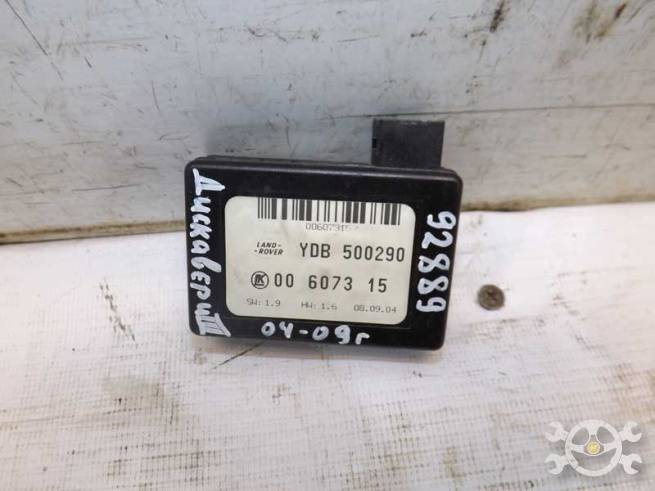 00607315
LAND-
-ROVER
YDB 500290
00 6073 15
SW: 1.9 HW: 1.6 08.09.04
Дискавери III
04-09г
92889